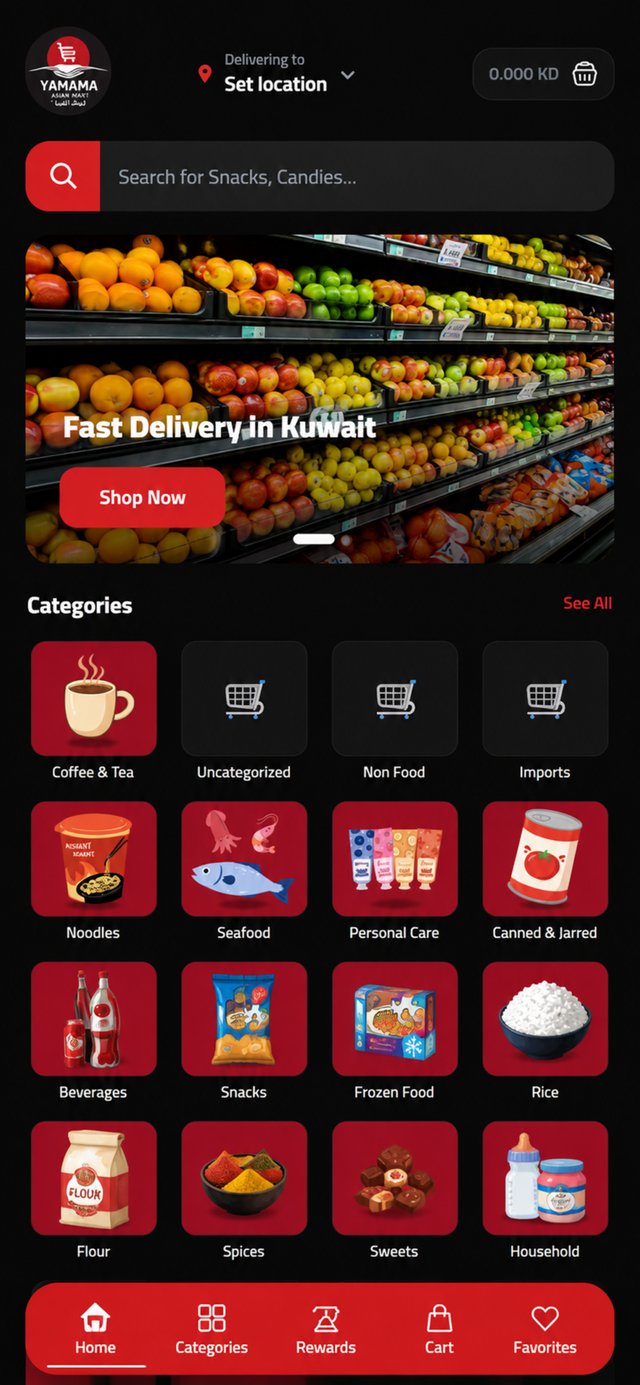 YAMAMA
Delivering to
Set location
0.000 KD
Search for Snacks, Candies...
Fast Delivery in Kuwait
Shop Now
Categories
See All
Coffee & Tea
Uncategorized
Non Food
Imports
Noodles
Seafood
Personal Care
Canned & Jarred
Beverages
Snacks
Frozen Food
Rice
FLOUR
Flour
Spices
Sweets
Household
Home
Categories
Rewards
Cart
Favorites